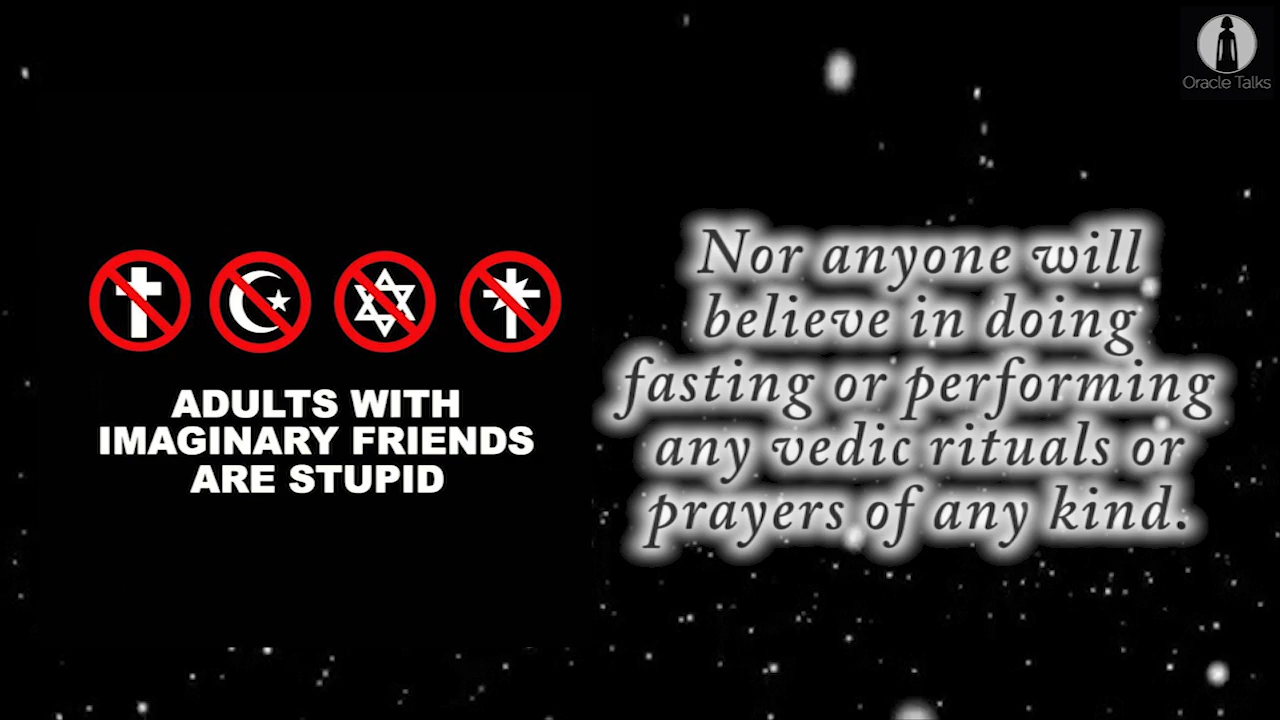 Oracle Talks
ADULTS WITH
IMAGINARY FRIENDS
ARE STUPID
Nor anyone will
believe in doing
fasting or performing
any vedic rituals or
prayers of any kind.